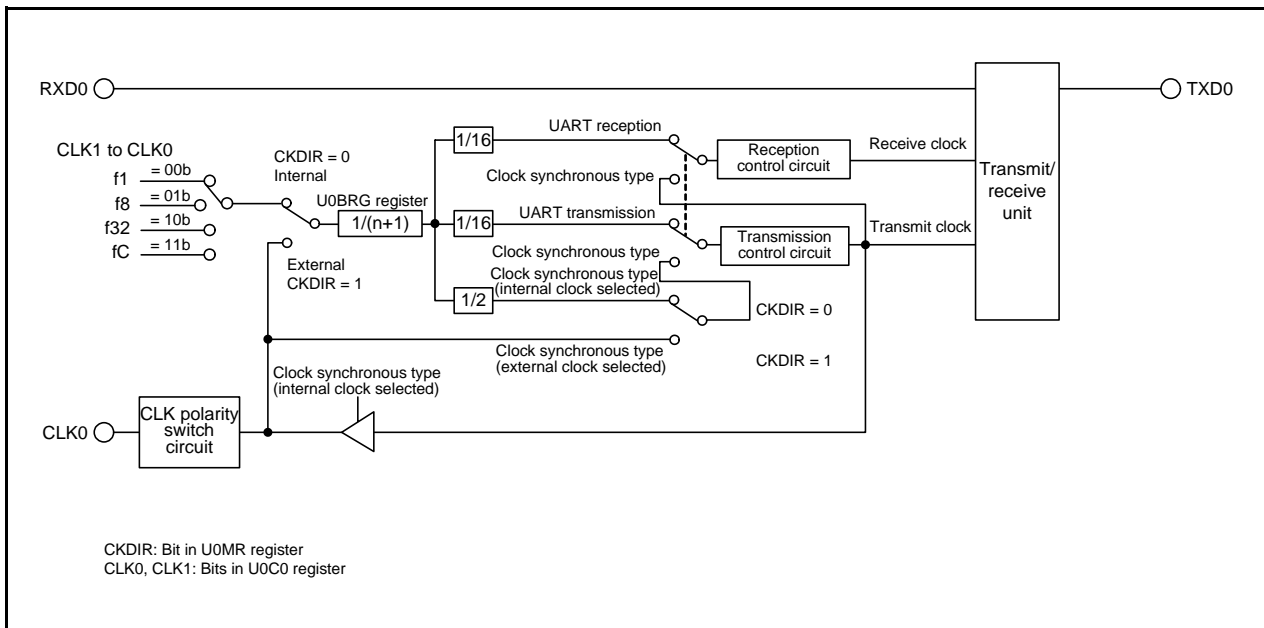 RXD0
TXD0
CLK1 to CLK0
f1
= 00b
f8
= 01b
f32
= 10b
fC
= 11b
CKDIR = 0
Internal
External
CKDIR = 1
U0BRG register
1/(n+1)
1/16
UART reception
Clock synchronous type
1/16
UART transmission
Clock synchronous type
Clock synchronous type
(internal clock selected)
1/2
CKDIR = 0
Clock synchronous type
(external clock selected)
CKDIR = 1
Reception
control circuit
Receive clock
Transmission
control circuit
Transmit clock
Transmit/
receive
unit
Clock synchronous type
(internal clock selected)
CLK0
CLK polarity
switch
circuit
CKDIR: Bit in U0MR register
CLK0, CLK1: Bits in U0C0 register